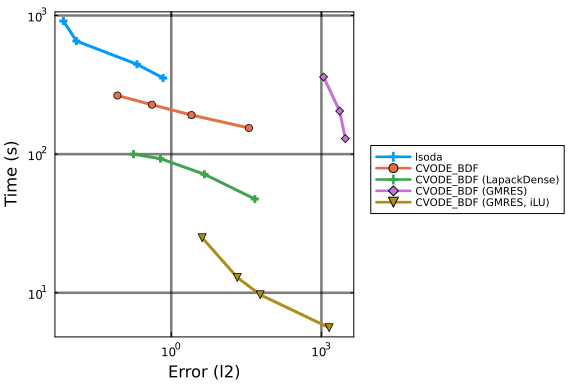 10³
10²
10¹
10⁰
10³
Time (s)
Error (l2)
lsoda
CVODE_BDF
CVODE_BDF (LapackDense)
CVODE_BDF (GMRES)
CVODE_BDF (GMRES, iLU)